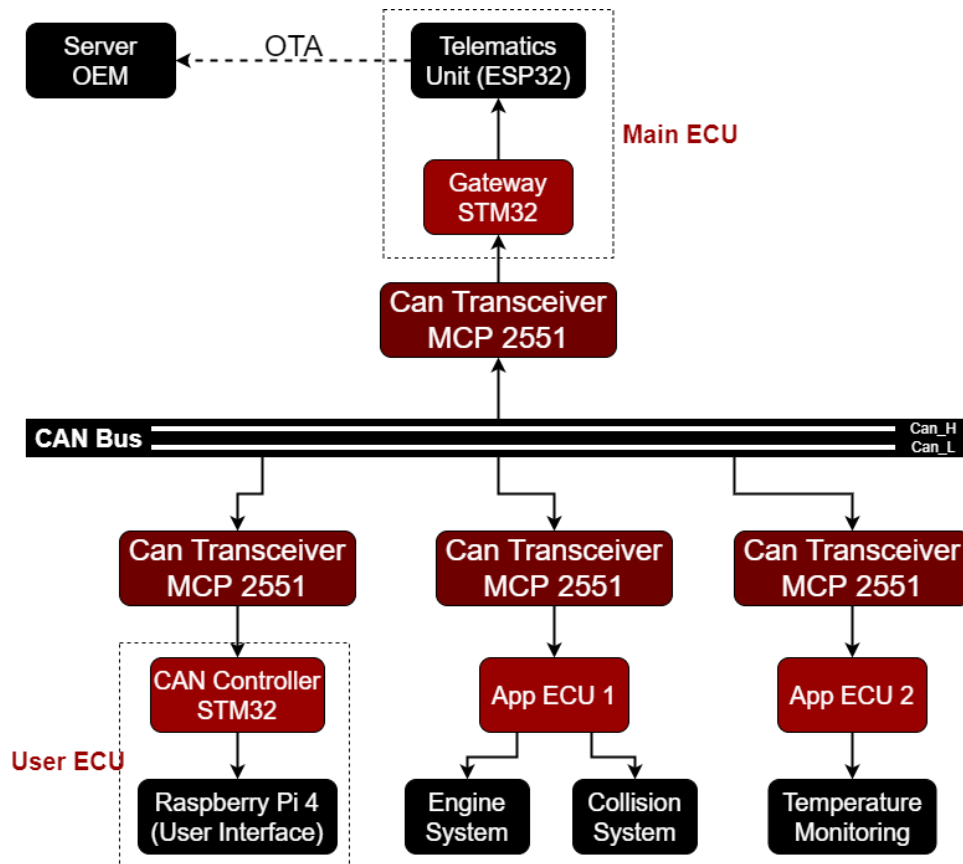 Server
OEM
OTA
Telematics
Unit (ESP32)
Main ECU
Gateway
STM32
Can Transceiver
MCP 2551
CAN Bus
Can_H
Can_L
Can Transceiver
MCP 2551
Can Transceiver
MCP 2551
Can Transceiver
MCP 2551
CAN Controller
STM32
App ECU 1
App ECU 2
User ECU
Raspberry Pi 4
(User Interface)
Engine
System
Collision
System
Temperature
Monitoring